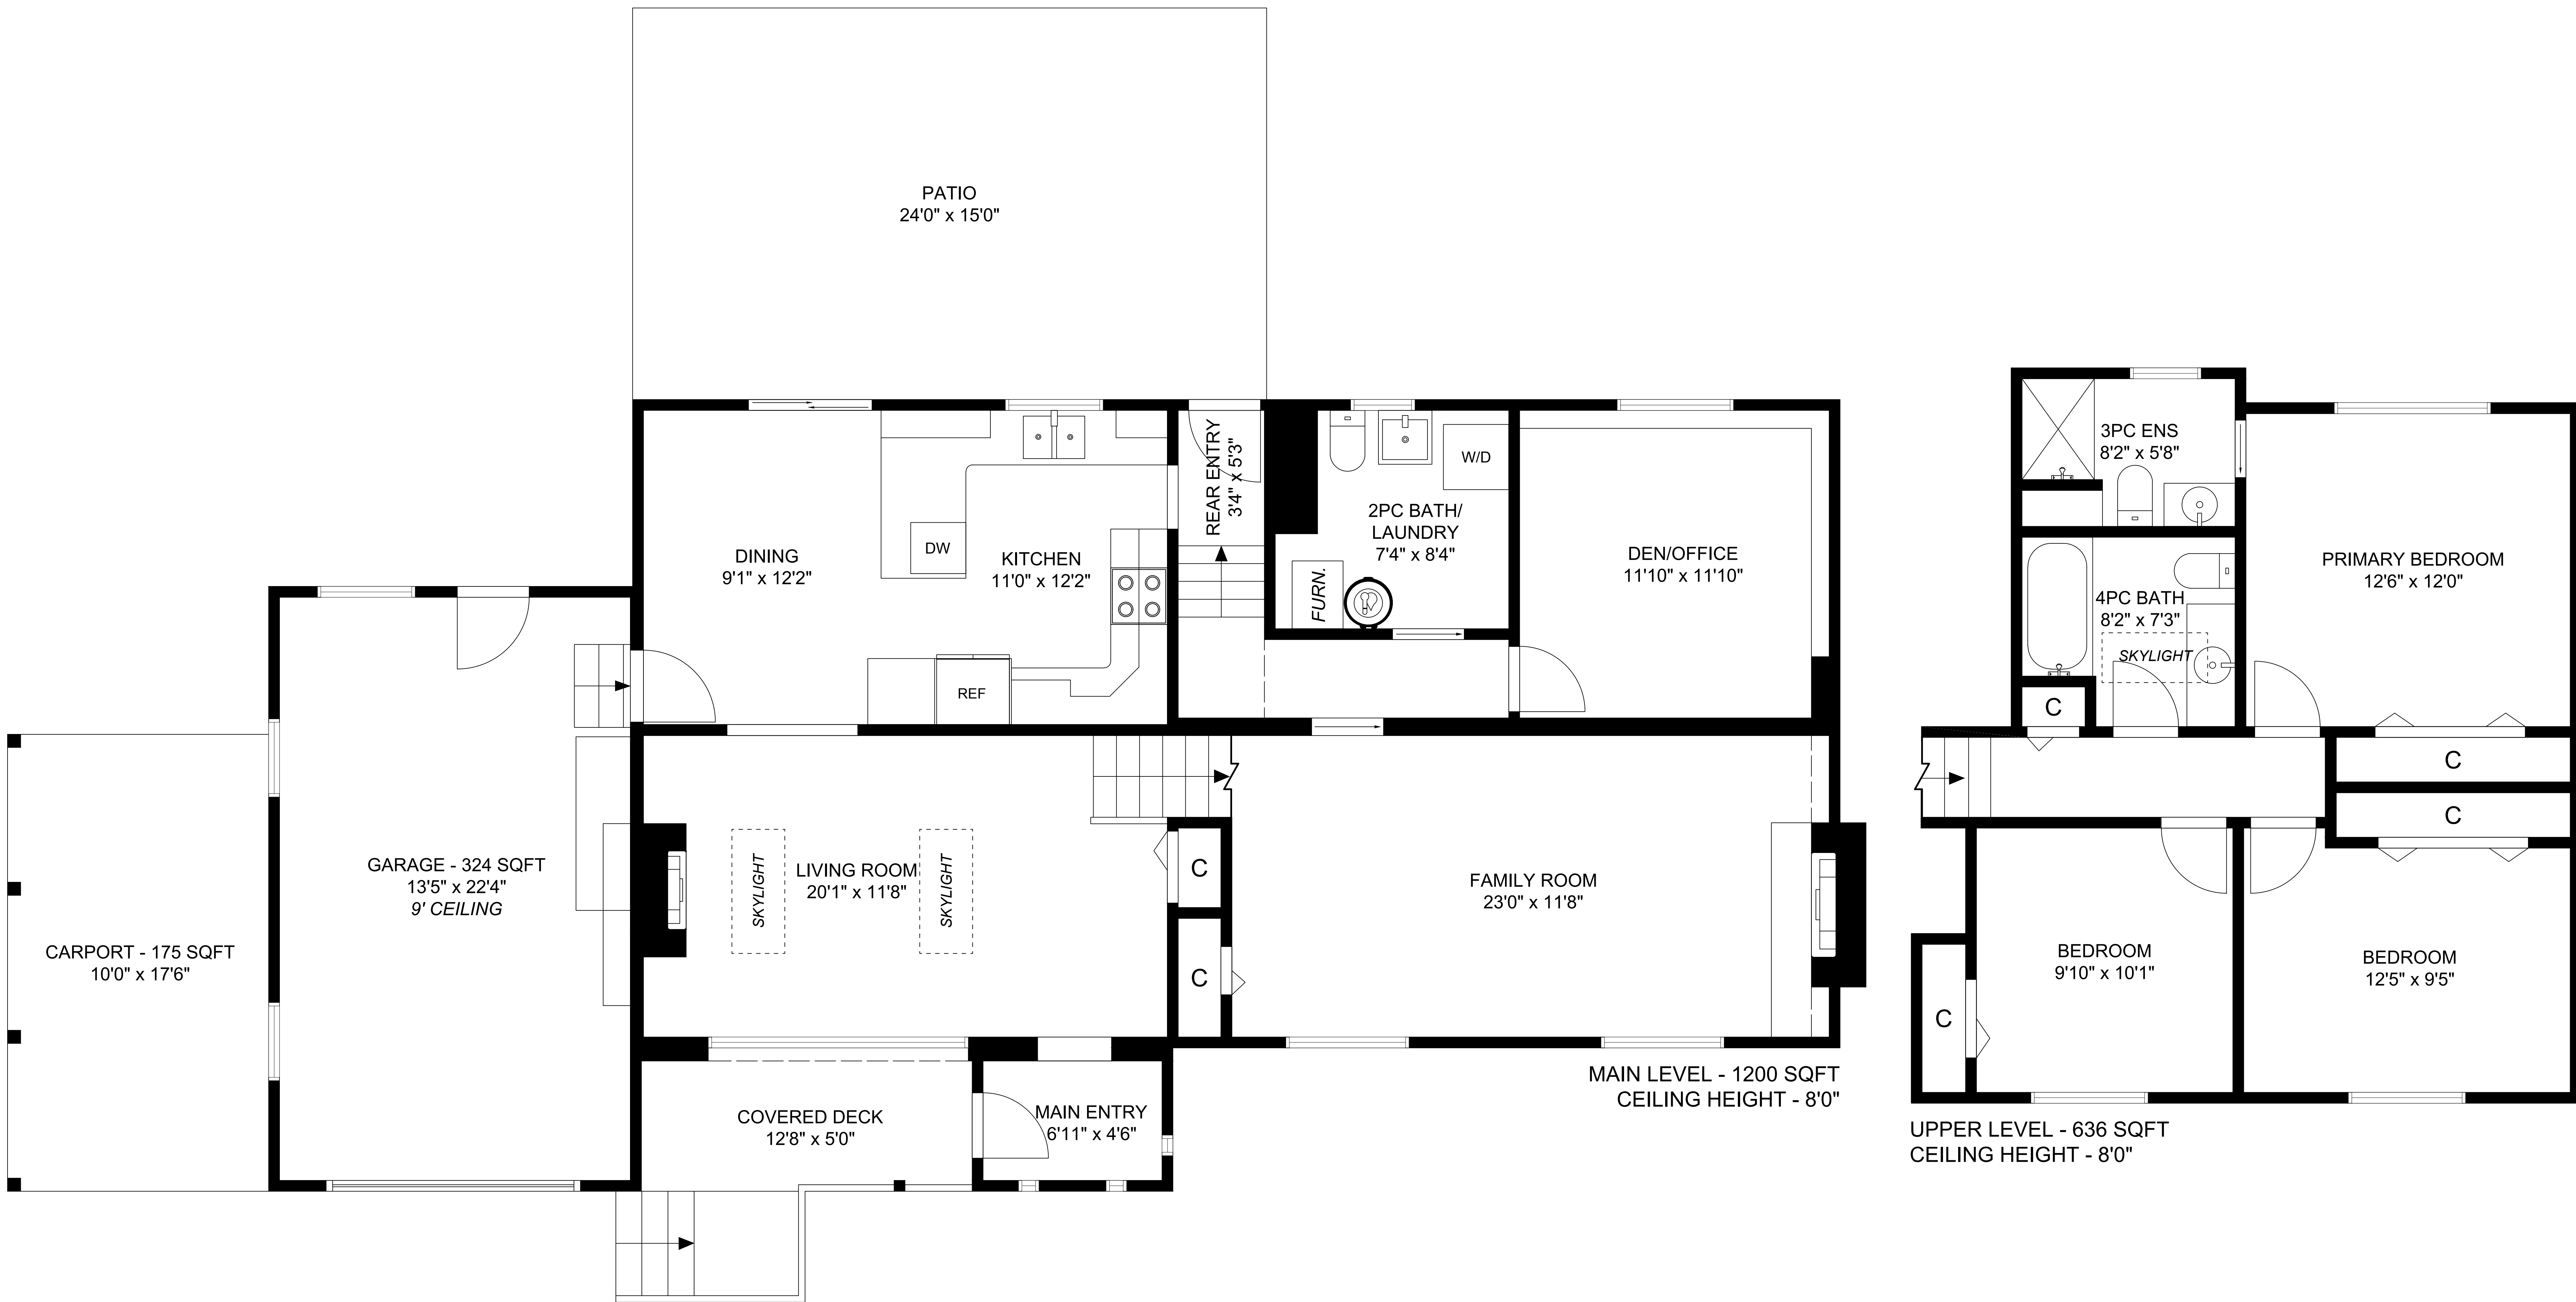 PATIO
24'0" x 15'0"
REAR ENTRY
3'4" x 5'3"
W/D
2PC BATH/
LAUNDRY
7'4" x 8'4"
FURN.
DEN/OFFICE
11'10" x 11'10"
DINING
9'1" x 12'2"
DW
KITCHEN
11'0" x 12'2"
REF
GARAGE - 324 SQFT
13'5" x 22'4"
9' CEILING
CARPORT - 175 SQFT
10'0" x 17'6"
SKYLIGHT
LIVING ROOM
20'1" x 11'8"
SKYLIGHT
C
C
FAMILY ROOM
23'0" x 11'8"
COVERED DECK
12'8" x 5'0"
MAIN ENTRY
6'11" x 4'6"
MAIN LEVEL - 1200 SQFT
CEILING HEIGHT - 8'0"
3PC ENS
8'2" x 5'8"
PRIMARY BEDROOM
12'6" x 12'0"
4PC BATH
8'2" x 7'3"
SKYLIGHT
C
C
C
BEDROOM
9'10" x 10'1"
BEDROOM
12'5" x 9'5"
C
UPPER LEVEL - 636 SQFT
CEILING HEIGHT - 8'0"